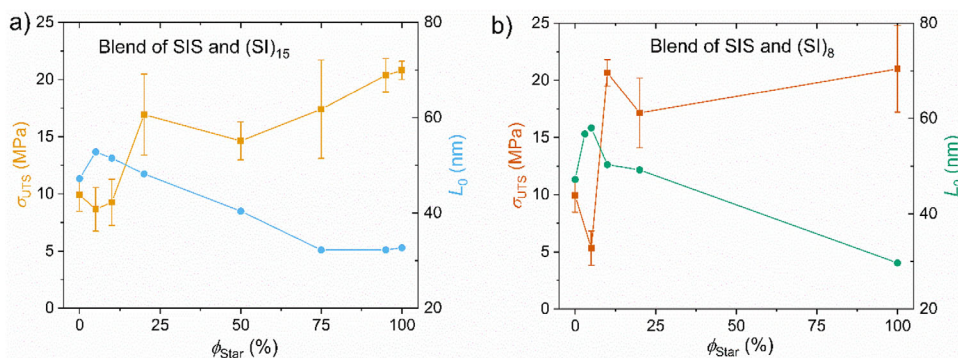 a)
Blend of SIS and (SI)15
25
20
15
10
5
0
σUTS (MPa)
80
60
40
20
L0 (nm)
0 25 50 75 100
ϕStar (%)
b)
Blend of SIS and (SI)8
25
20
15
10
5
0
σUTS (MPa)
80
60
40
20
L0 (nm)
0 25 50 75 100
ϕStar (%)